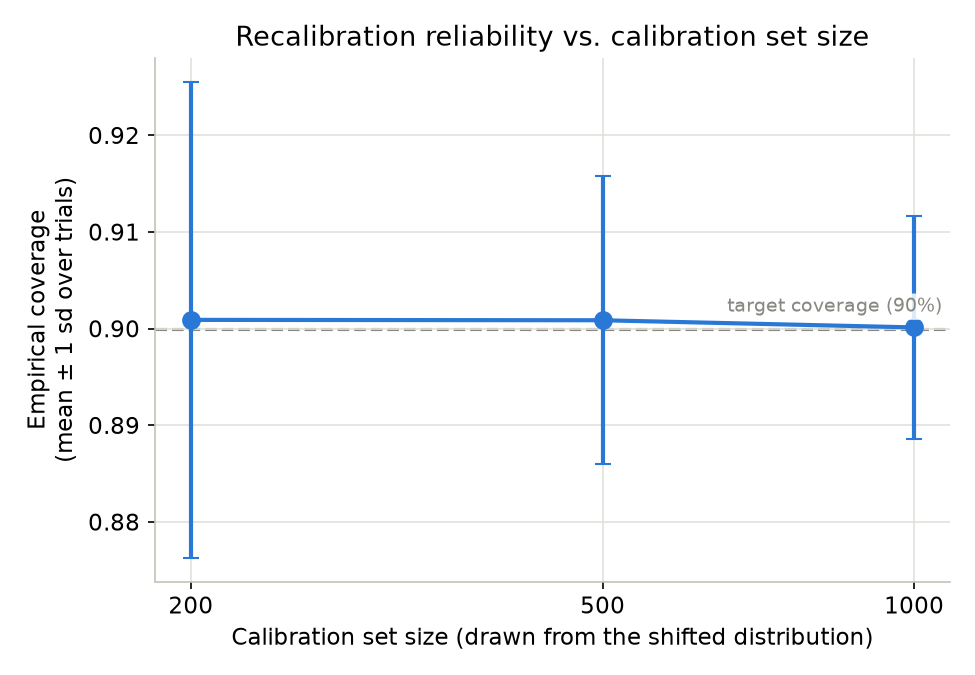 Recalibration reliability vs. calibration set size
Empirical coverage
(mean ± 1 sd over trials)
0.92
0.91
0.90
0.89
0.88
target coverage (90%)
200
500
1000
Calibration set size (drawn from the shifted distribution)